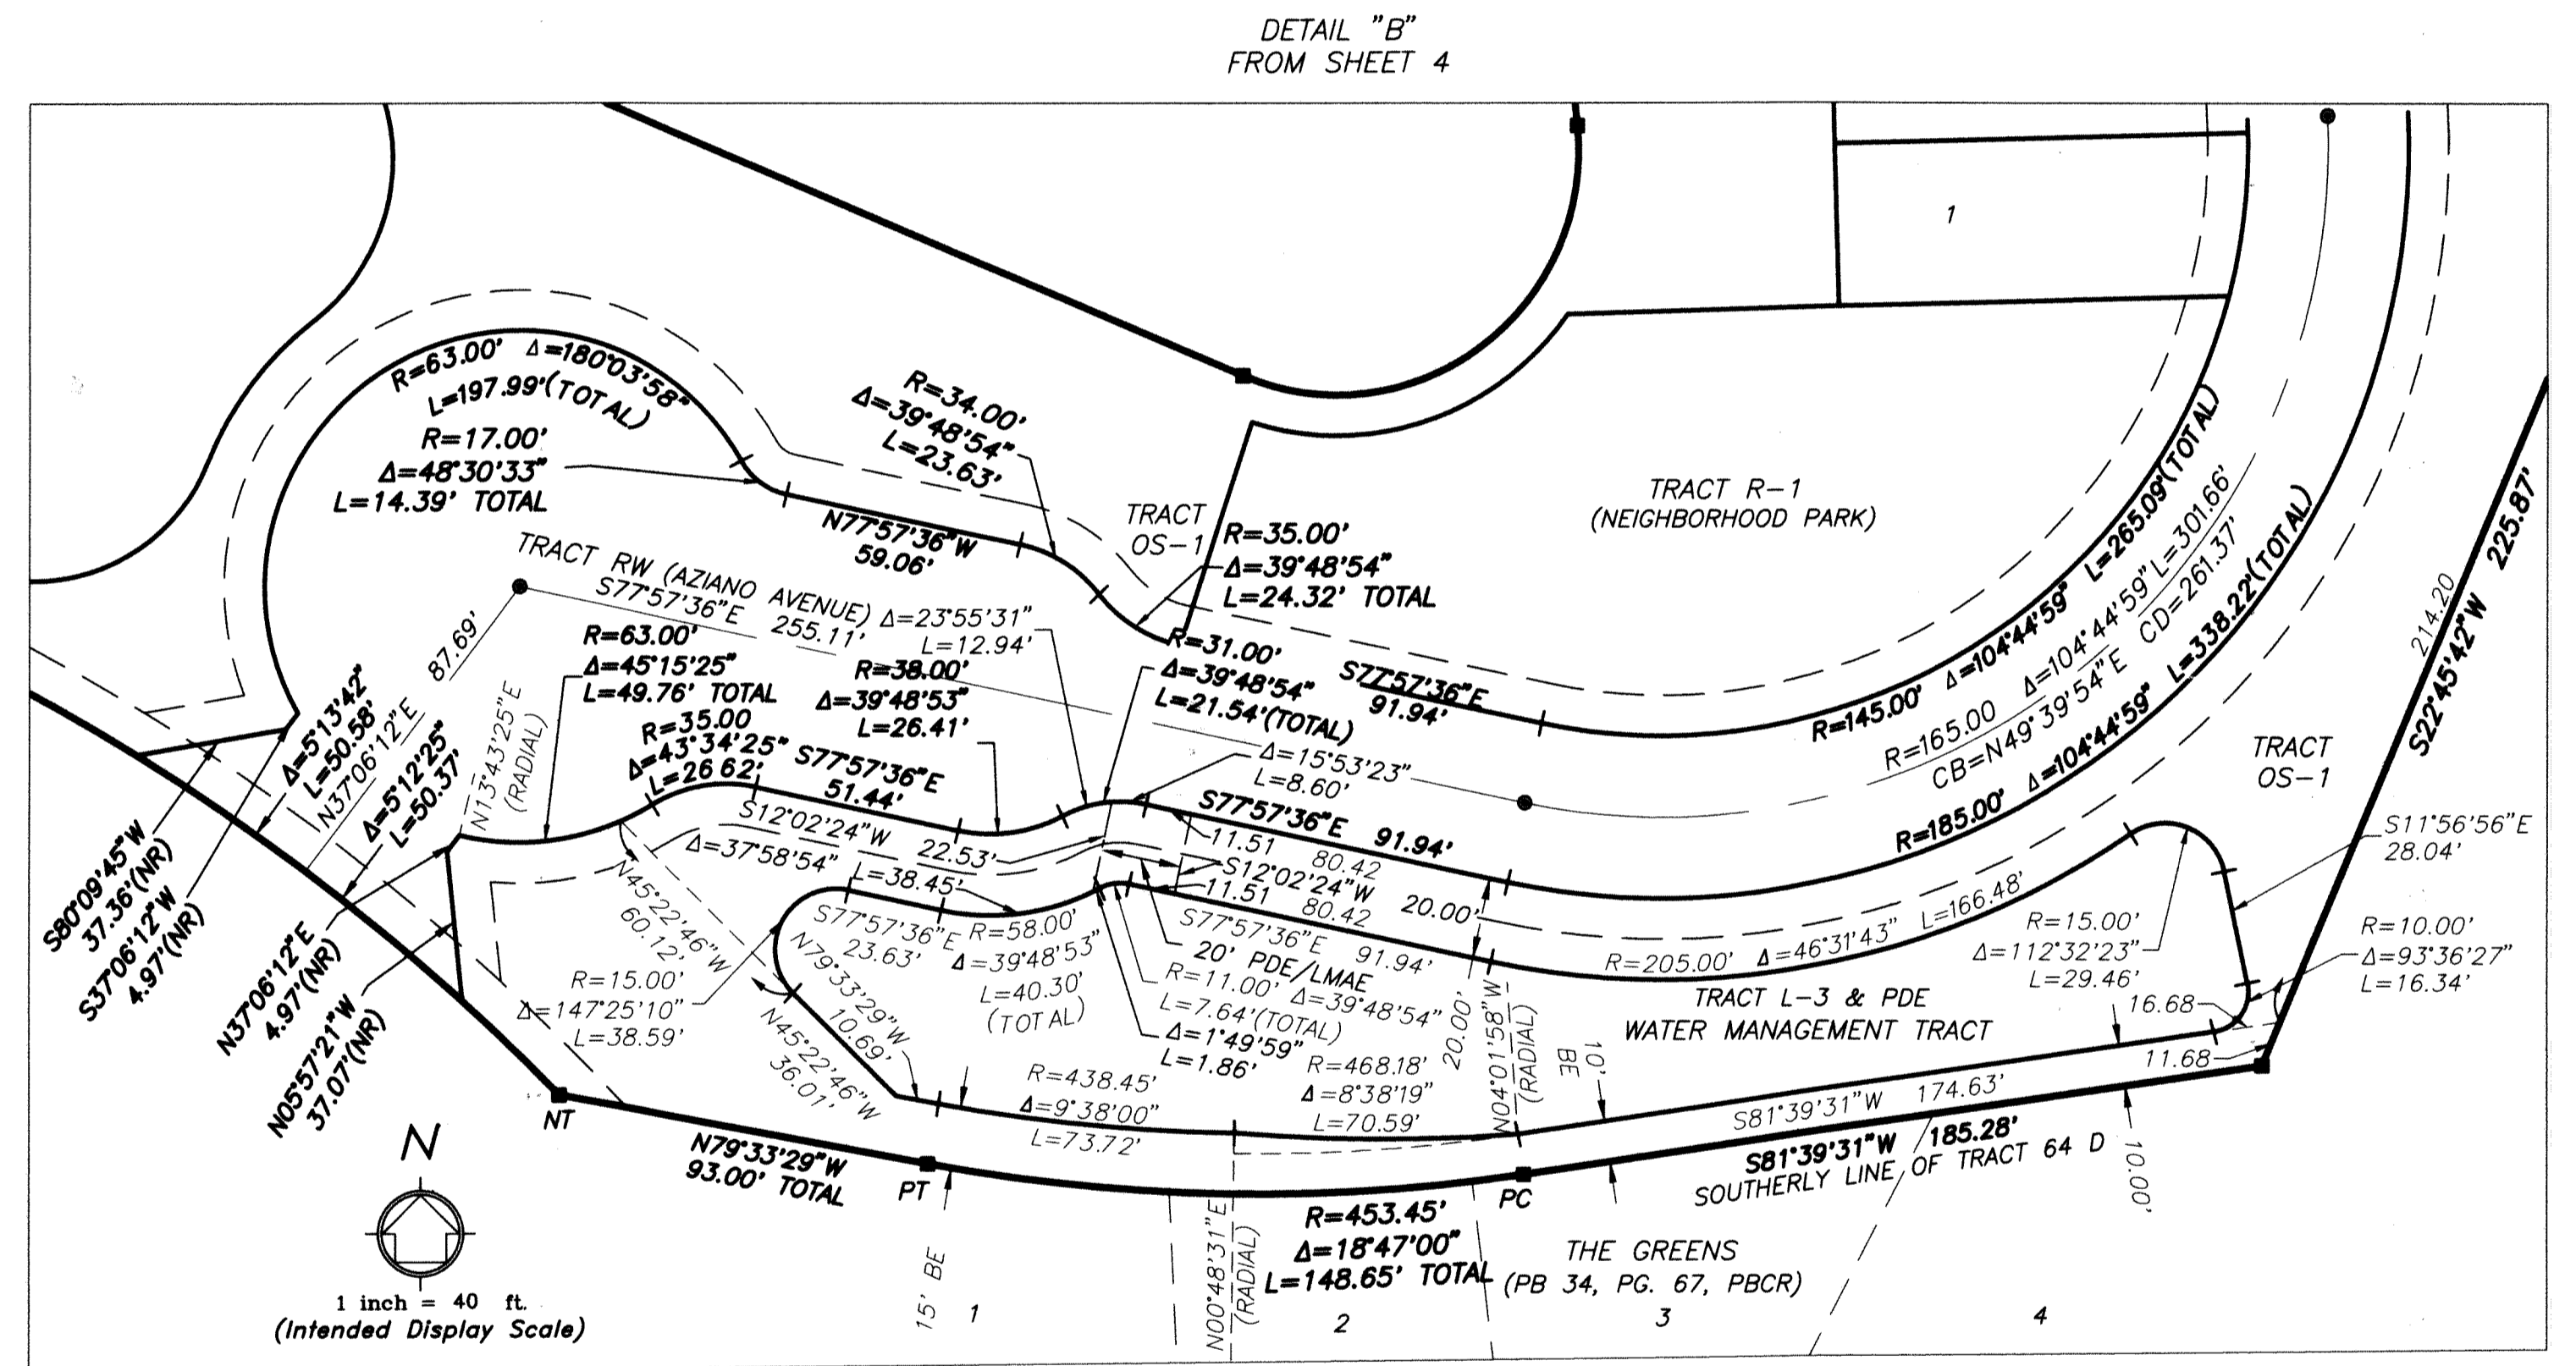 DETAIL "B"
FROM SHEET 4
1
R=63.00' Δ=180°03'58"
L=197.99'(TOTAL)
R=17.00'
Δ=48°30'33"
L=14.39' TOTAL
R=34.00'
Δ=39°48'54"
L=23.63'
N77°57'36"W
59.06'
TRACT
OS-1
R=35.00'
Δ=39°48'54"
L=24.32' TOTAL
TRACT R-1
(NEIGHBORHOOD PARK)
TRACT RW (AZIANO AVENUE)
S77°57'36"E 255.11'
Δ=23°55'31"
L=12.94'
R=63.00'
Δ=45°15'25"
L=49.76' TOTAL
R=38.00'
Δ=39°48'53"
L=26.41'
R=31.00'
Δ=39°48'54"
L=21.54'(TOTAL)
S77°57'36"E
91.94'
R=145.00' Δ=104°44'59" L=265.09'(TOTAL)
R=165.00 Δ=104°44'59" L=301.66'
CB=N49°39'54"E CD=261.37'
R=185.00' Δ=104°44'59" L=338.22'(TOTAL)
214.20
S22°45'42"W 225.87'
TRACT
OS-1
R=35.00
Δ=43°34'25"
L=26.62'
S77°57'36"E
51.44'
Δ=15°53'23"
L=8.60'
87.69'
N37°06'12"E
Δ=5°13'42"
L=50.58'
Δ=5°12'25"
L=50.37'
N13°43'25"E
(RADIAL)
S80°09'45"W
37.36'(NR)
S37°06'12"W
4.97'(NR)
N37°06'12"E
4.97'(NR)
N05°57'21"W
37.07'(NR)
S12°02'24"W 22.53'
Δ=37°58'54"
L=38.45'
S77°57'36"E 91.94'
11.51 80.42
S12°02'24"W
11.51 80.42
20.00'
S77°57'36"E 91.94'
20' PDE/LMAE
N45°22'46"W
60.12'
S77°57'36"E
23.63'
R=58.00'
Δ=39°48'53"
L=40.30'
(TOTAL)
R=11.00' Δ=39°48'54"
L=7.64'(TOTAL)
Δ=1°49'59"
L=1.86'
R=15.00'
Δ=147°25'10"
L=38.59'
N79°33'29"W
10.69'
N45°22'46"W
36.01'
R=205.00' Δ=46°31'43" L=166.48'
TRACT L-3 & PDE
WATER MANAGEMENT TRACT
R=15.00'
Δ=112°32'23"
L=29.46'
S11°56'56"E
28.04'
R=10.00'
Δ=93°36'27"
L=16.34'
16.68
11.68
R=438.45'
Δ=9°38'00"
L=73.72'
R=468.18'
Δ=8°38'19"
L=70.59'
20.00'
N04°01'58"W
(RADIAL)
10'
BE
S81°39'31"W 174.63'
S81°39'31"W 185.28'
SOUTHERLY LINE OF TRACT 64 D
10.00'
NT
N79°33'29"W
93.00' TOTAL
PT
PC
R=453.45'
Δ=18°47'00"
L=148.65' TOTAL
N00°48'31"E
(RADIAL)
15' BE
THE GREENS
(PB 34, PG. 67, PBCR)
1
2
3
4
N
1 inch = 40 ft.
(Intended Display Scale)